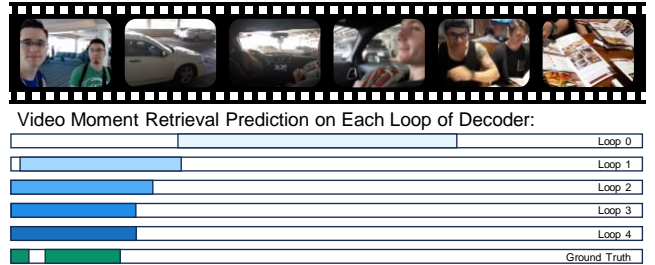 Video Moment Retrieval Prediction on Each Loop of Decoder:
Loop 0
Loop 1
Loop 2
Loop 3
Loop 4
Ground Truth